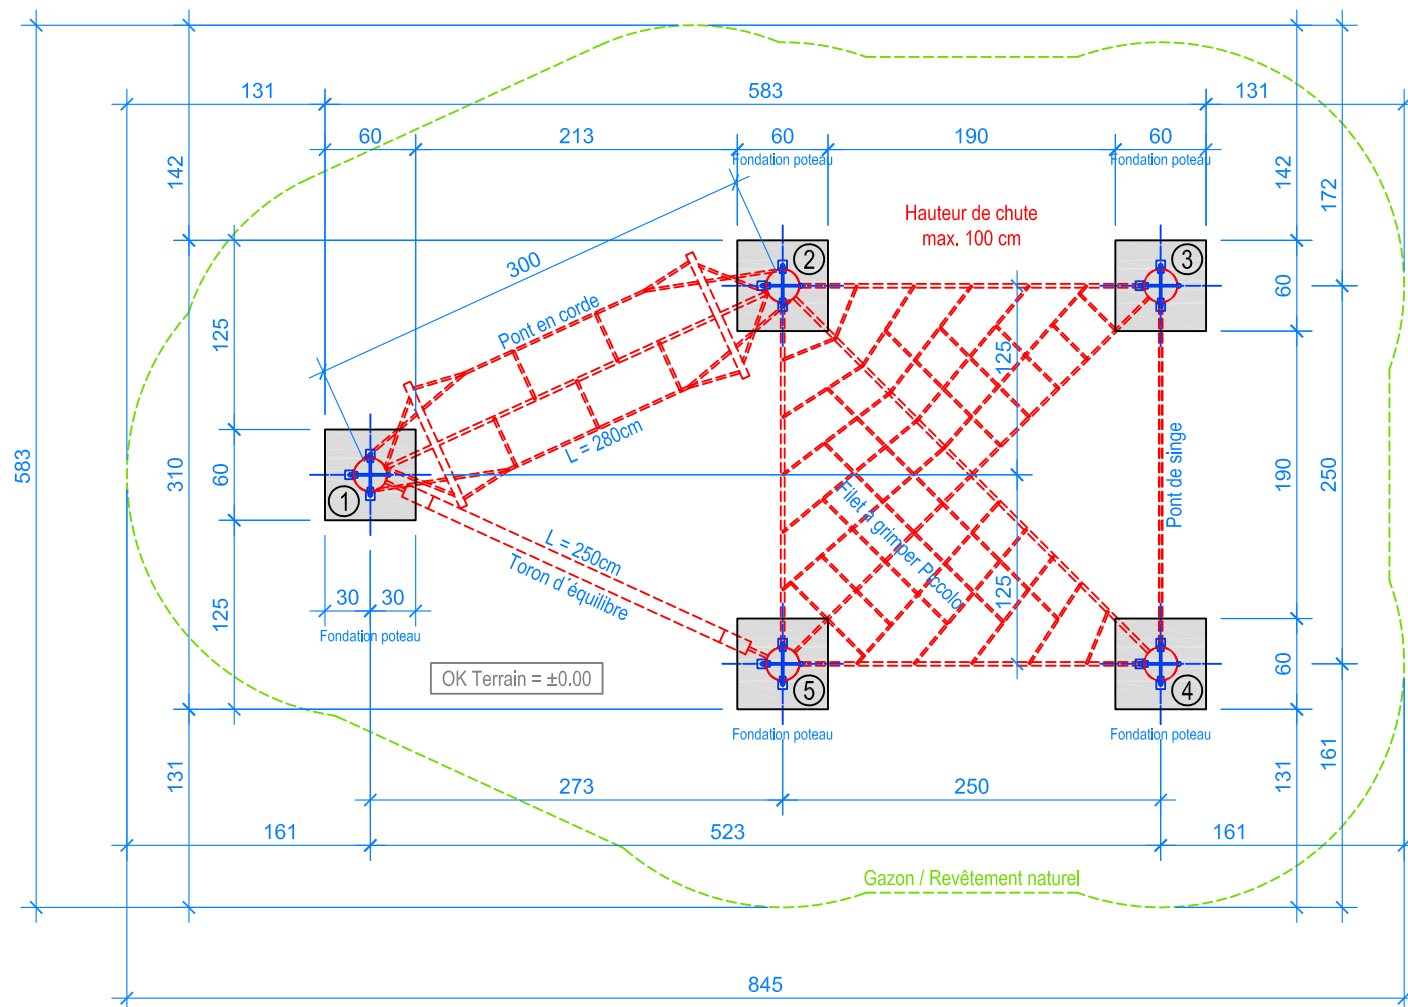 131
583
131
60
213
60
190
60
Fondation poteau
Fondation poteau
142
142
172
Hauteur de chute
max. 100 cm
300
2
3
60
Pont en corde
125
125
L = 280cm
583
310
60
1
190
250
Pont de singe
Filet à grimper Piccolo
L = 250cm
Toron d´équilibre
125
125
30
30
Fondation poteau
60
OK Terrain = ±0.00
5
4
Fondation poteau
Fondation poteau
131
131
161
273
250
161
523
161
Gazon / Revêtement naturel
845